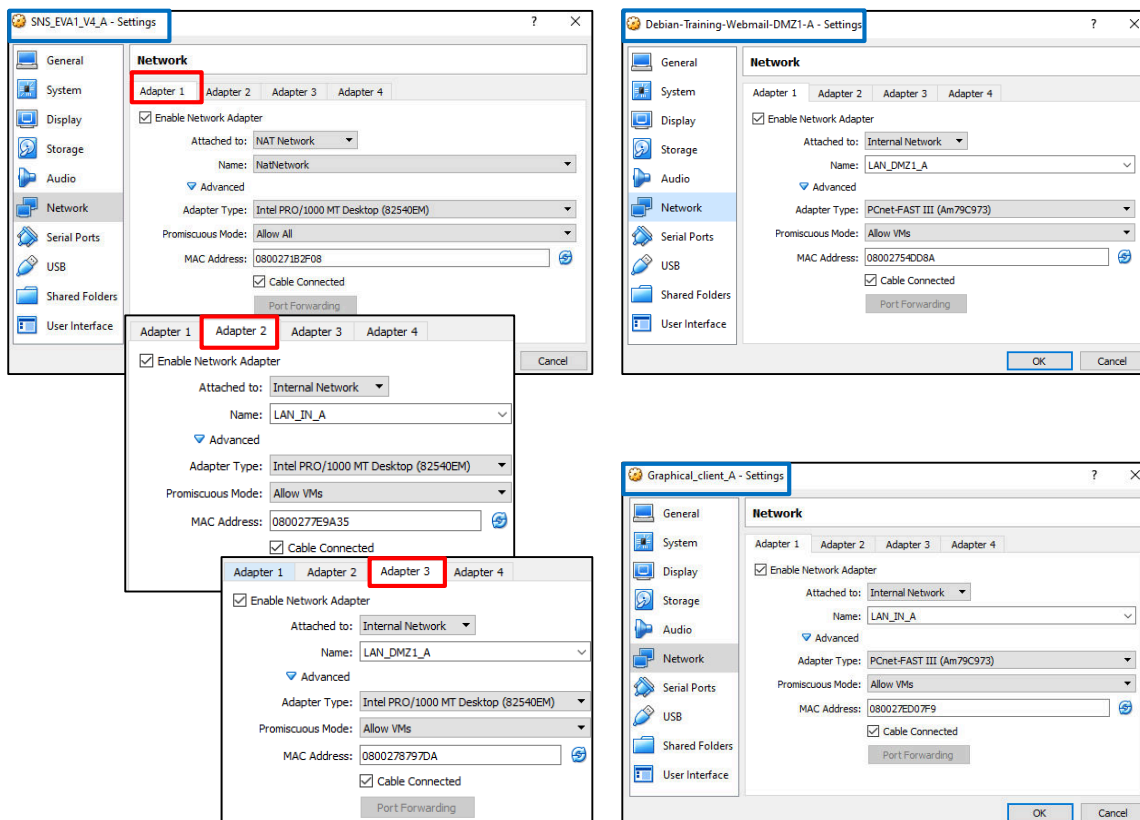 SNS_EVA1_V4_A - Settings ? ×
General
System
Display
Storage
Audio
Network
Serial Ports
USB
Shared Folders
User Interface
Network
Adapter 1 Adapter 2 Adapter 3 Adapter 4
Enable Network Adapter
Attached to: NAT Network
Name: NatNetwork
Advanced
Adapter Type: Intel PRO/1000 MT Desktop (82540EM)
Promiscuous Mode: Allow All
MAC Address: 0800271B2F08
Cable Connected
Port Forwarding
Cancel
Adapter 1 Adapter 2 Adapter 3 Adapter 4
Enable Network Adapter
Attached to: Internal Network
Name: LAN_IN_A
Advanced
Adapter Type: Intel PRO/1000 MT Desktop (82540EM)
Promiscuous Mode: Allow VMs
MAC Address: 0800277E9A35
Cable Connected
Adapter 1 Adapter 2 Adapter 3 Adapter 4
Enable Network Adapter
Attached to: Internal Network
Name: LAN_DMZ1_A
Advanced
Adapter Type: Intel PRO/1000 MT Desktop (82540EM)
Promiscuous Mode: Allow VMs
MAC Address: 0800278797DA
Cable Connected
Port Forwarding
Debian-Training-Webmail-DMZ1-A - Settings ? ×
General
System
Display
Storage
Audio
Network
Serial Ports
USB
Shared Folders
User Interface
Network
Adapter 1 Adapter 2 Adapter 3 Adapter 4
Enable Network Adapter
Attached to: Internal Network
Name: LAN_DMZ1_A
Advanced
Adapter Type: PCnet-FAST III (Am79C973)
Promiscuous Mode: Allow VMs
MAC Address: 08002754DD8A
Cable Connected
Port Forwarding
OK Cancel
Graphical_client_A - Settings ? ×
General
System
Display
Storage
Audio
Network
Serial Ports
USB
Shared Folders
User Interface
Network
Adapter 1 Adapter 2 Adapter 3 Adapter 4
Enable Network Adapter
Attached to: Internal Network
Name: LAN_IN_A
Advanced
Adapter Type: PCnet-FAST III (Am79C973)
Promiscuous Mode: Allow VMs
MAC Address: 080027ED07F9
Cable Connected
Port Forwarding
OK Cancel